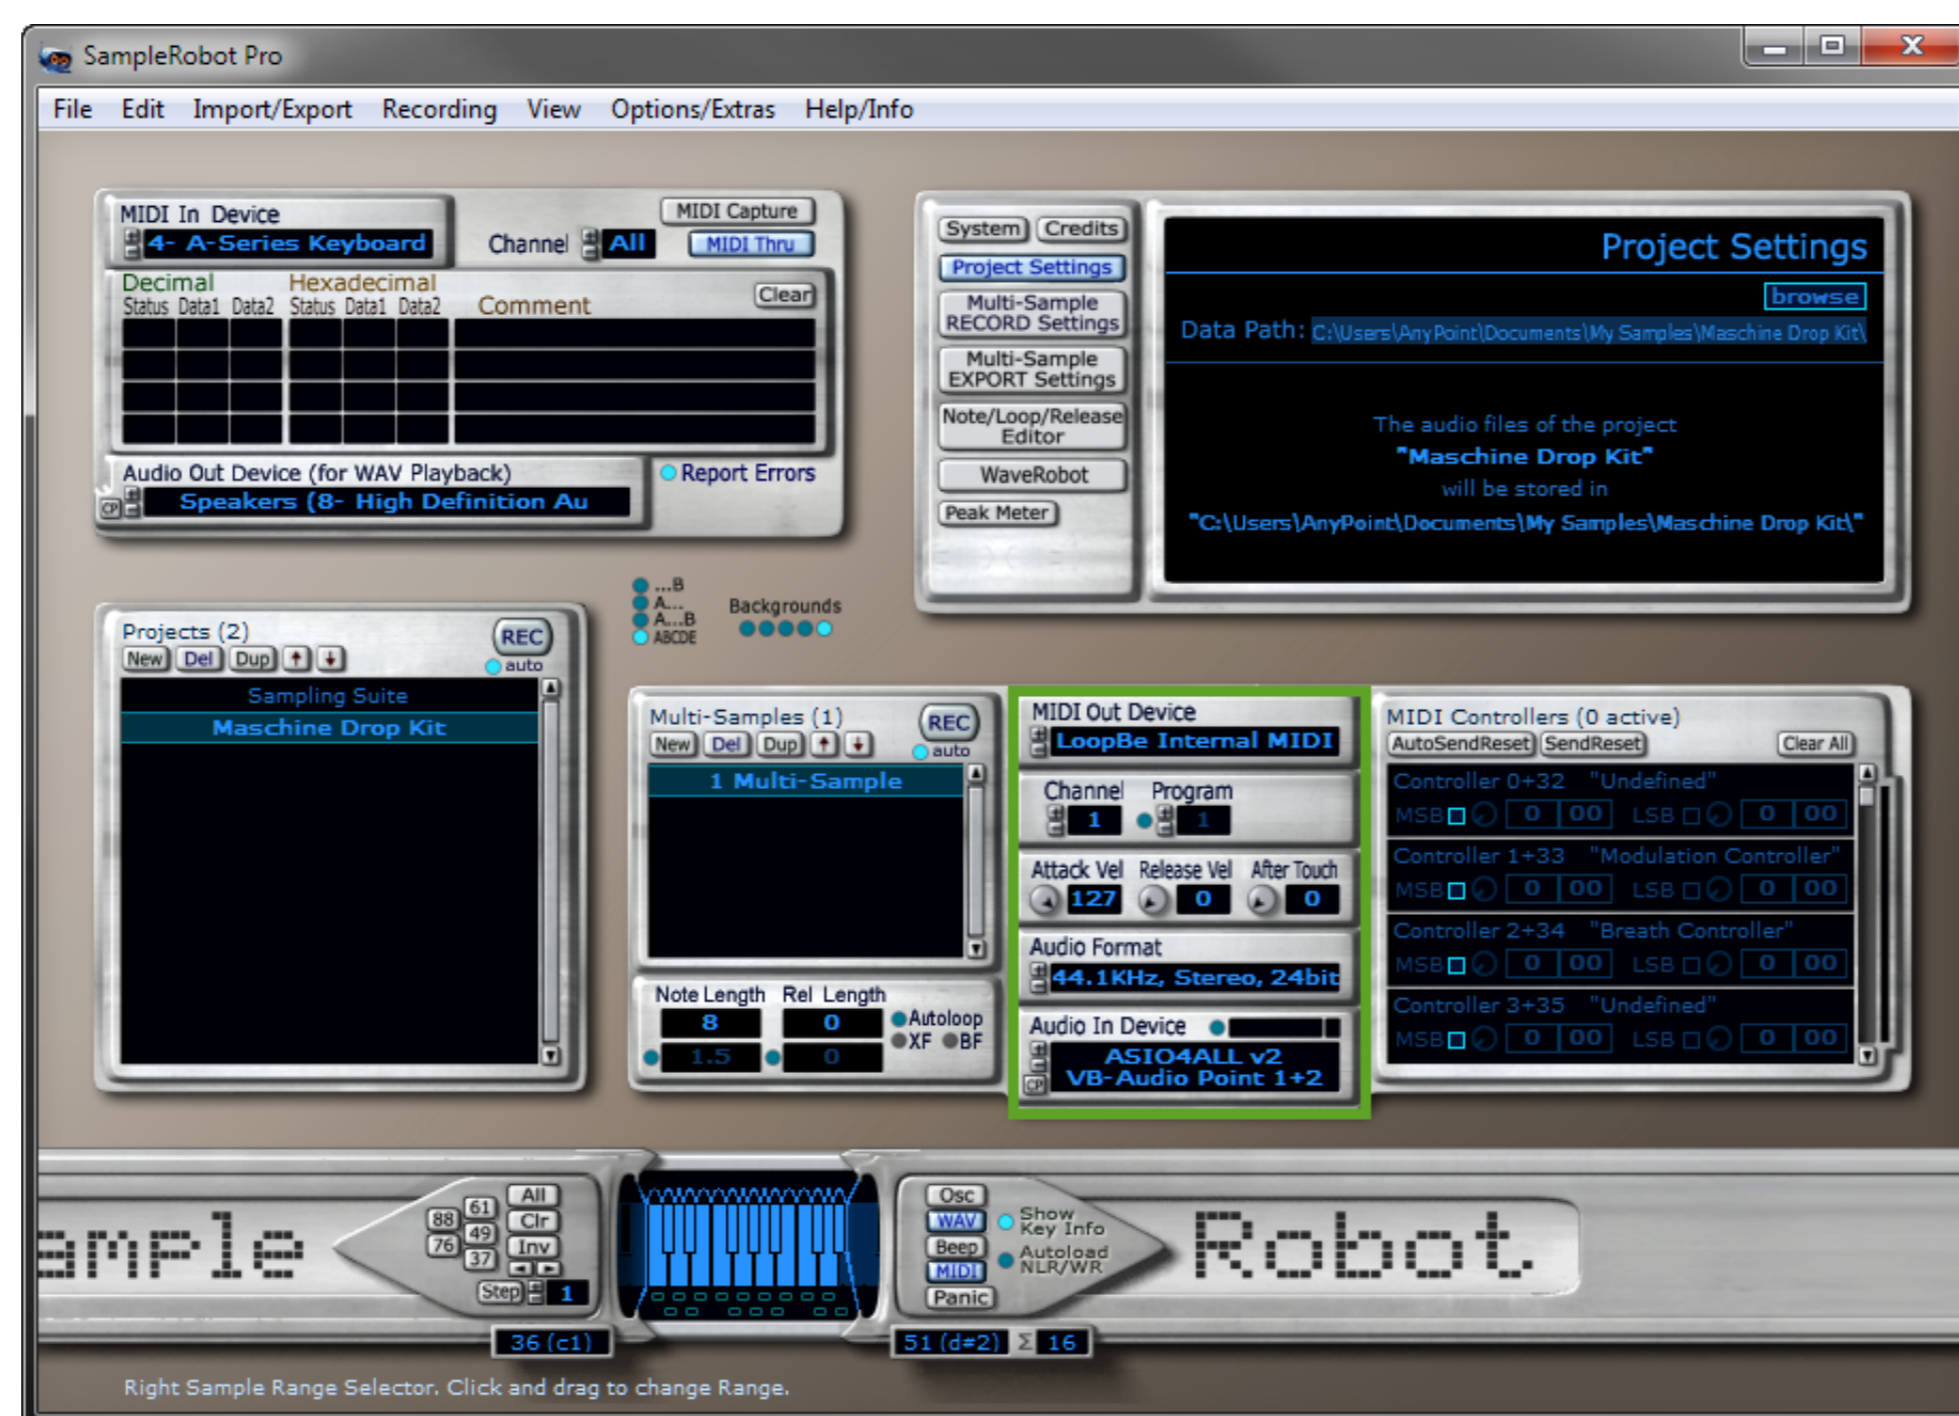 SampleRobot Pro
File Edit Import/Export Recording View Options/Extras Help/Info
MIDI In Device
4- A-Series Keyboard
Channel All
MIDI Capture
MIDI Thru
Decimal Hexadecimal
Status Data1 Data2 Status Data1 Data2 Comment
Clear
Audio Out Device (for WAV Playback)
CP Speakers (8- High Definition Au
Report Errors
System Credits
Project Settings
Multi-Sample
RECORD Settings
Multi-Sample
EXPORT Settings
Note/Loop/Release
Editor
WaveRobot
Peak Meter
Project Settings
browse
Data Path: C:\Users\AnyPoint\Documents\My Samples\Maschine Drop Kit\
The audio files of the project
"Maschine Drop Kit"
will be stored in
"C:\Users\AnyPoint\Documents\My Samples\Maschine Drop Kit\"
...B
A...
A...B
ABCDE
Backgrounds
Projects (2)
New Del Dup
REC
auto
Sampling Suite
Maschine Drop Kit
Multi-Samples (1)
New Del Dup
REC
auto
1 Multi-Sample
Note Length Rel Length
8 0
1.5 0
Autoloop
XF BF
MIDI Out Device
LoopBe Internal MIDI
Channel Program
1 1
Attack Vel Release Vel After Touch
127 0 0
Audio Format
44.1KHz, Stereo, 24bit
Audio In Device
ASIO4ALL v2
CP VB-Audio Point 1+2
MIDI Controllers (0 active)
AutoSendReset SendReset Clear All
Controller 0+32 "Undefined"
MSB 0 00 LSB 0 00
Controller 1+33 "Modulation Controller"
MSB 0 00 LSB 0 00
Controller 2+34 "Breath Controller"
MSB 0 00 LSB 0 00
Controller 3+35 "Undefined"
MSB 0 00 LSB 0 00
ample
88 61 All
76 49 Clr
37 Inv
Step 1
36 (c1)
Osc
WAV
Beep
MIDI
Panic
Show
Key Info
Autoload
NLR/WR
51 (d#2) Σ 16
Robot
Right Sample Range Selector. Click and drag to change Range.